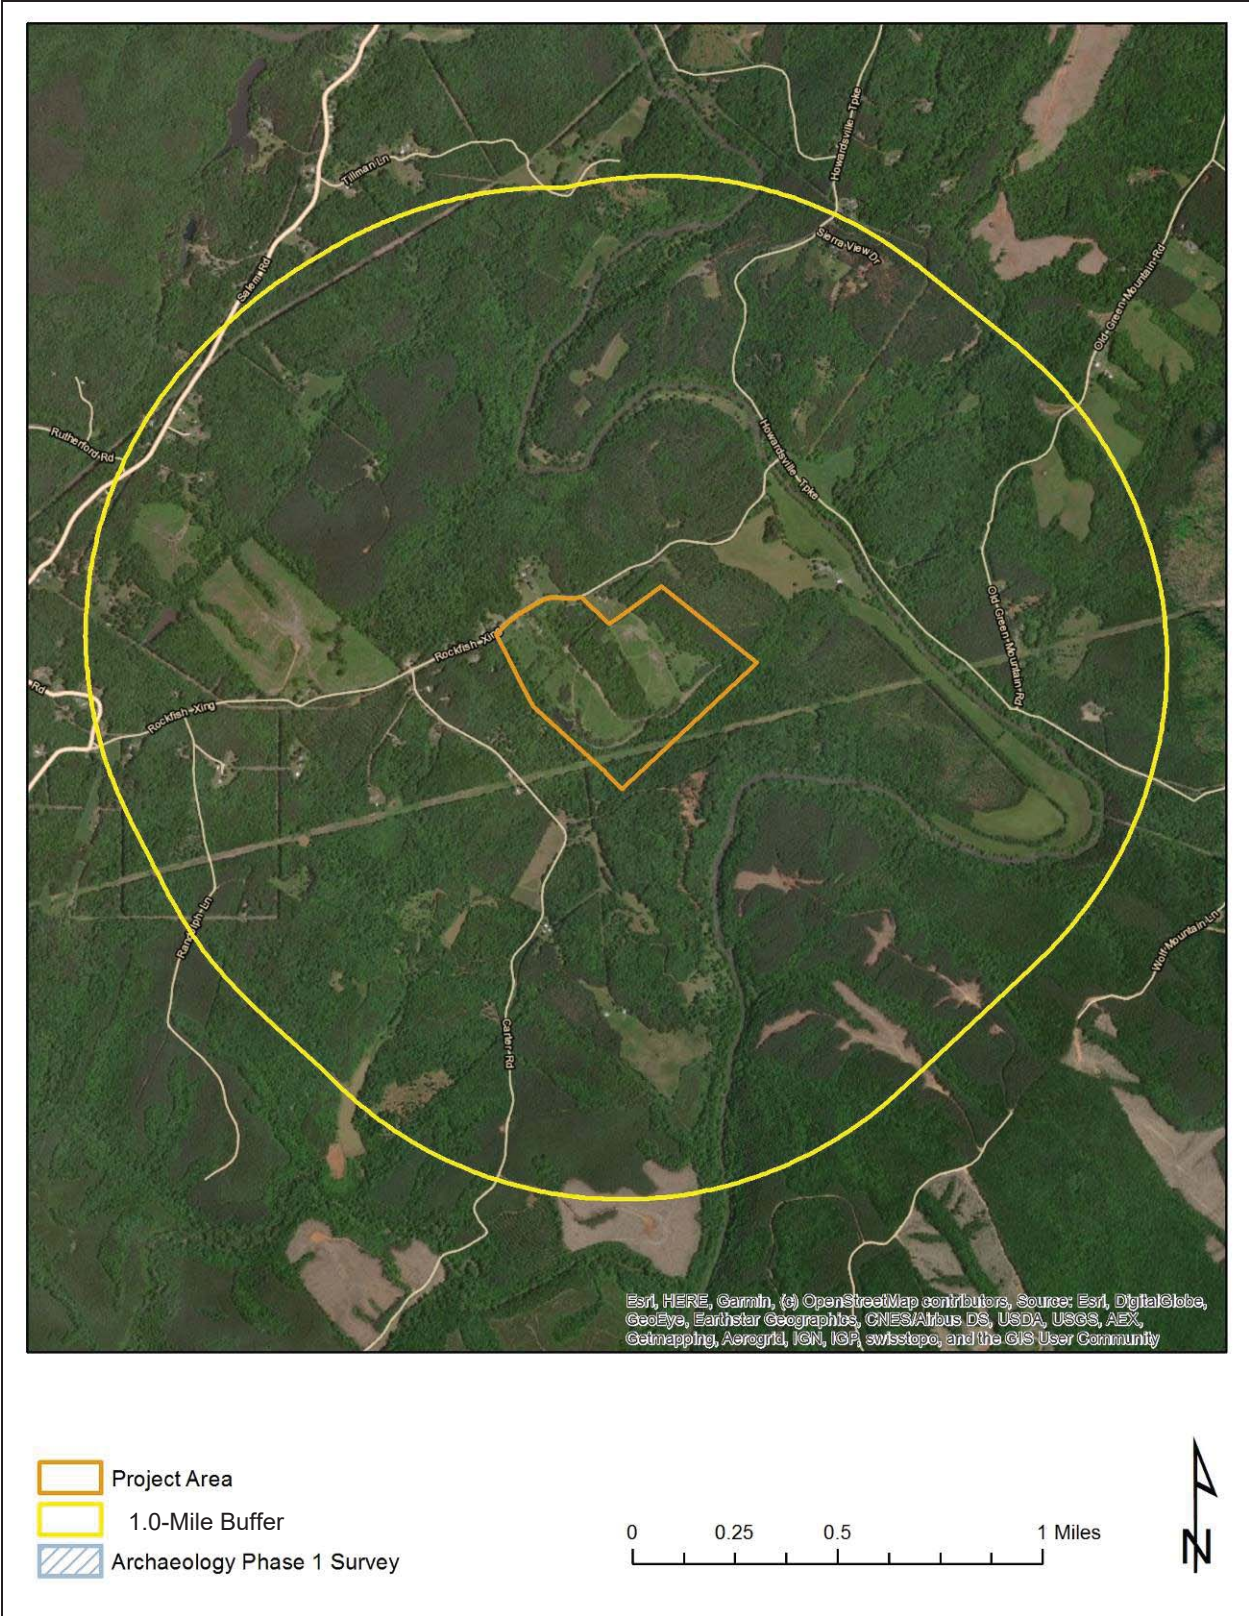 Howardsville Tpke
Tillman Ln
Sierra View Dr
Salem Rd
Old Green Mountain Rd
Rutherford Rd
Howardsville Tpke
Old Green Mountain Rd
Rockfish Xing
Rd
Rockfish Xing
Randolph Ln
Wolf Mountain Ln
Carter Rd
Esri, HERE, Garmin, (c) OpenStreetMap contributors, Source: Esri, DigitalGlobe,
GeoEye, Earthstar Geographics, CNES/Airbus DS, USDA, USGS, AEX,
Getmapping, Aerogrid, IGN, IGP, swisstopo, and the GIS User Community
Project Area
1.0-Mile Buffer
Archaeology Phase 1 Survey
0 0.25 0.5 1 Miles
N